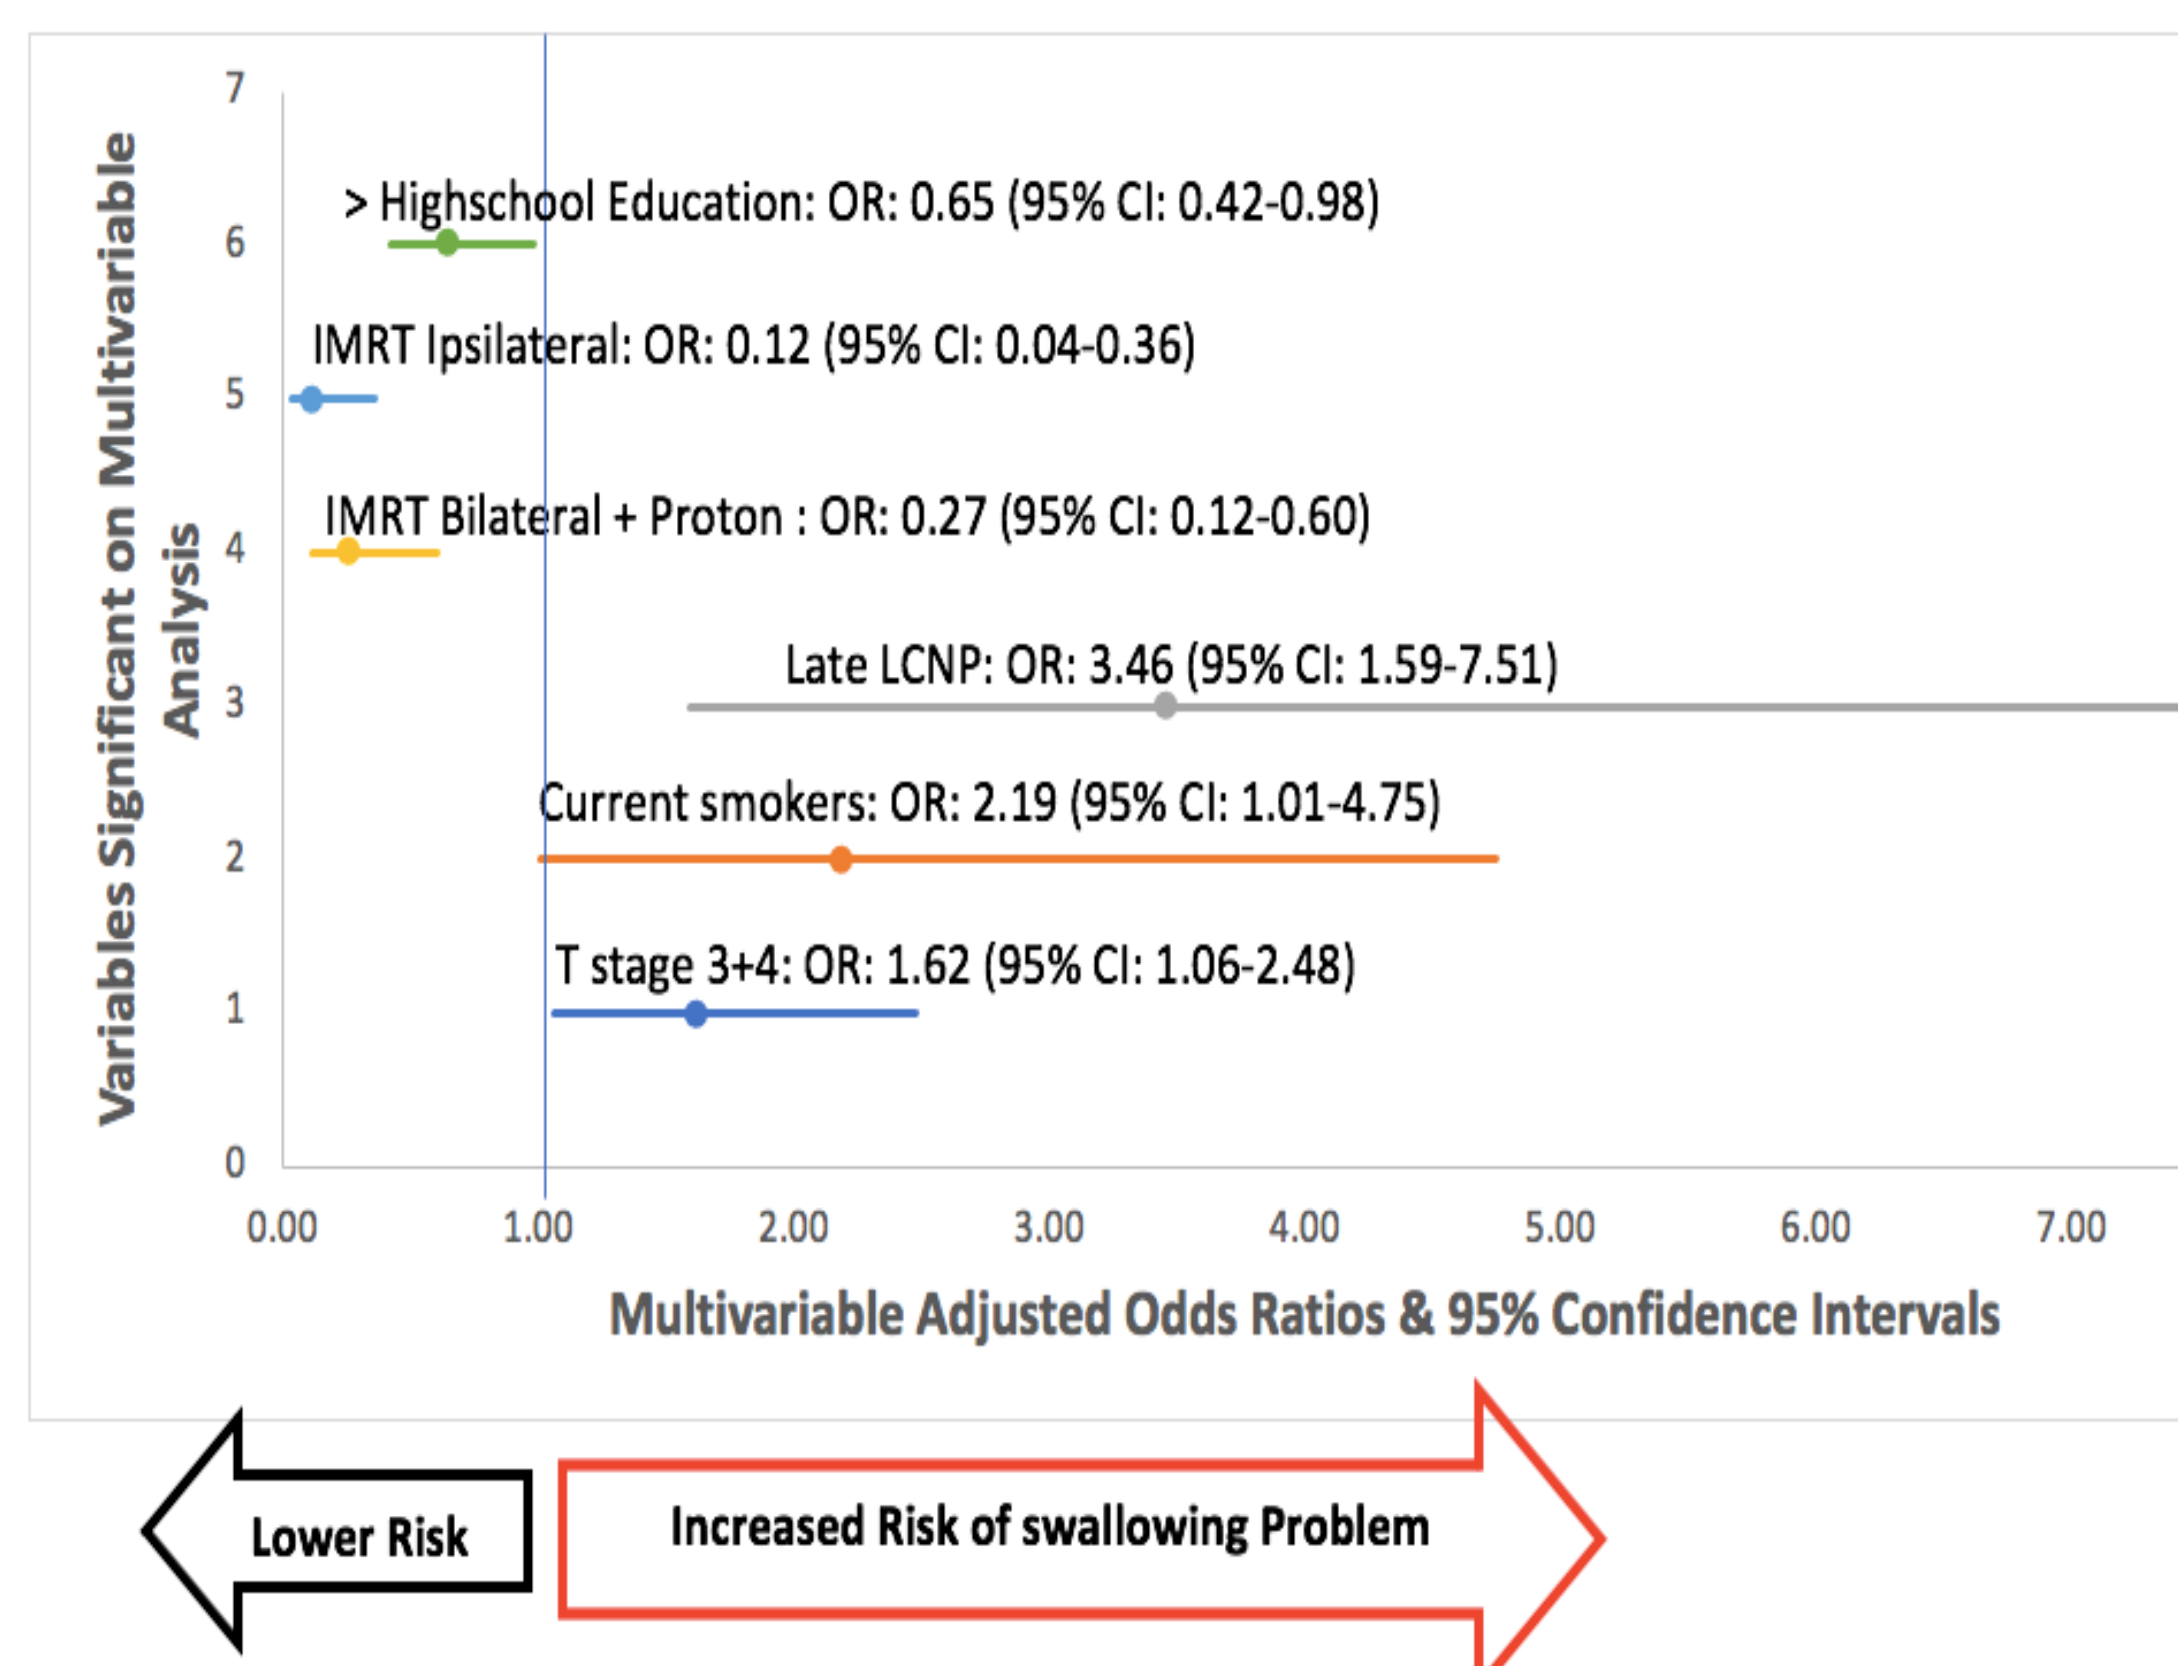 Variables Significant on Multivariable
Analysis
7
6
5
4
3
2
1
0
> Highschool Education: OR: 0.65 (95% CI: 0.42-0.98)
IMRT Ipsilateral: OR: 0.12 (95% CI: 0.04-0.36)
IMRT Bilateral + Proton : OR: 0.27 (95% CI: 0.12-0.60)
Late LCNP: OR: 3.46 (95% CI: 1.59-7.51)
Current smokers: OR: 2.19 (95% CI: 1.01-4.75)
T stage 3+4: OR: 1.62 (95% CI: 1.06-2.48)
0.00 1.00 2.00 3.00 4.00 5.00 6.00 7.00
Multivariable Adjusted Odds Ratios & 95% Confidence Intervals
Lower Risk
Increased Risk of swallowing Problem